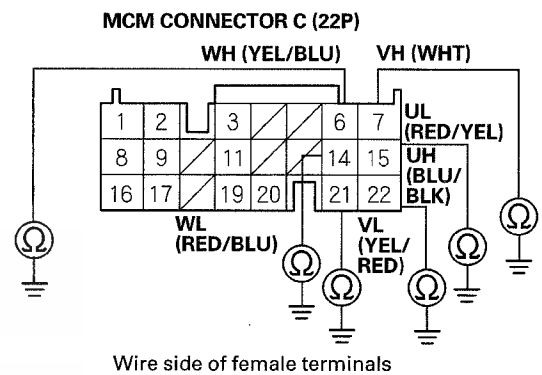 MCM CONNECTOR C (22P)
WH (YEL/BLU) VH (WHT)
1 2 3 6 7
UL
(RED/YEL)
8 9 11 14 15
UH
(BLU/
BLK)
16 17 19 20 21 22
WL
(RED/BLU)
VL
(YEL/
RED)
Ω Ω Ω Ω Ω Ω
Wire side of female terminals